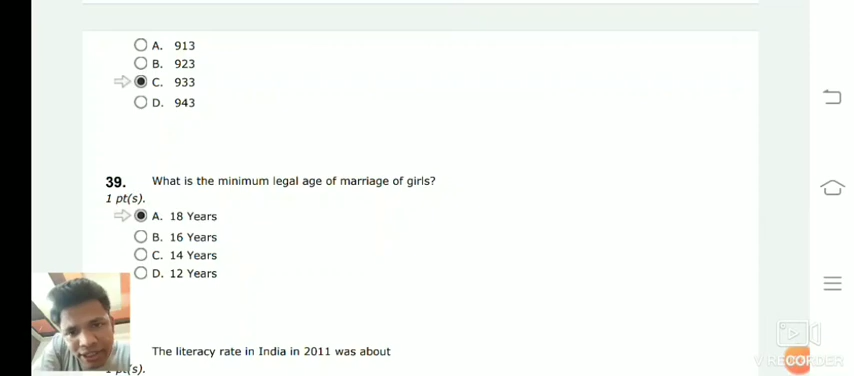 A. 913
B. 923
C. 933
D. 943
39. What is the minimum legal age of marriage of girls?
1 pt(s).
A. 18 Years
B. 16 Years
C. 14 Years
D. 12 Years
The literacy rate in India in 2011 was about
pt(s).
V RECORDER